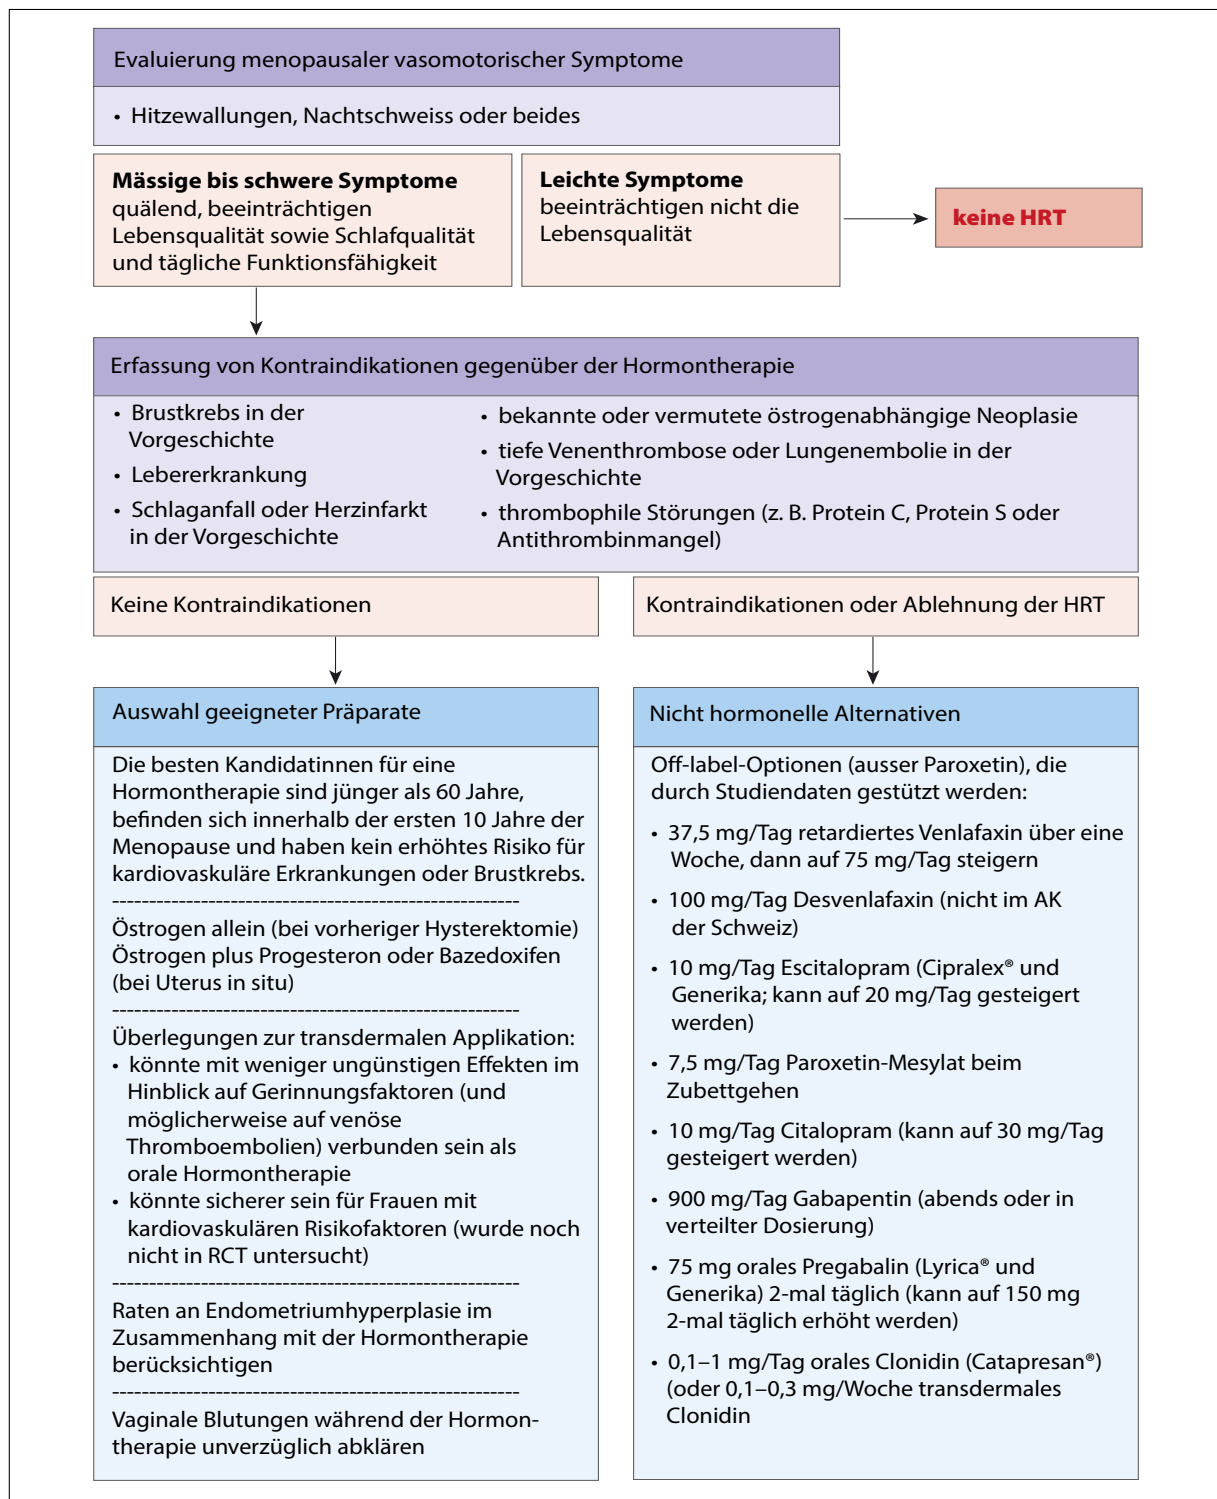 Evaluierung menopausaler vasomotorischer Symptome
• Hitzewallungen, Nachtschweiss oder beides
Mässige bis schwere Symptome
quälend, beeinträchtigen
Lebensqualität sowie Schlafqualität
und tägliche Funktionsfähigkeit
Leichte Symptome
beeinträchtigen nicht die
Lebensqualität
keine HRT
Erfassung von Kontraindikationen gegenüber der Hormontherapie
• Brustkrebs in der
Vorgeschichte
• Lebererkrankung
• Schlaganfall oder Herzinfarkt
in der Vorgeschichte
• bekannte oder vermutete östrogenabhängige Neoplasie
• tiefe Venenthrombose oder Lungenembolie in der
Vorgeschichte
• thrombophile Störungen (z. B. Protein C, Protein S oder
Antithrombinmangel)
Keine Kontraindikationen
Kontraindikationen oder Ablehnung der HRT
Auswahl geeigneter Präparate
Die besten Kandidatinnen für eine
Hormontherapie sind jünger als 60 Jahre,
befinden sich innerhalb der ersten 10 Jahre der
Menopause und haben kein erhöhtes Risiko für
kardiovaskuläre Erkrankungen oder Brustkrebs.
-------------------------------------------------------
Östrogen allein (bei vorheriger Hysterektomie)
Östrogen plus Progesteron oder Bazedoxifen
(bei Uterus in situ)
-------------------------------------------------------
Überlegungen zur transdermalen Applikation:
• könnte mit weniger ungünstigen Effekten im
Hinblick auf Gerinnungsfaktoren (und
möglicherweise auf venöse
Thromboembolien) verbunden sein als
orale Hormontherapie
• könnte sicherer sein für Frauen mit
kardiovaskulären Risikofaktoren (wurde noch
nicht in RCT untersucht)
-------------------------------------------------------
Raten an Endometriumhyperplasie im
Zusammenhang mit der Hormontherapie
berücksichtigen
-------------------------------------------------------
Vaginale Blutungen während der Hormon-
therapie unverzüglich abklären
Nicht hormonelle Alternativen
Off-label-Optionen (ausser Paroxetin), die
durch Studiendaten gestützt werden:
• 37,5 mg/Tag retardiertes Venlafaxin über eine
Woche, dann auf 75 mg/Tag steigern
• 100 mg/Tag Desvenlafaxin (nicht im AK
der Schweiz)
• 10 mg/Tag Escitalopram (Cipralex® und
Generika; kann auf 20 mg/Tag gesteigert
werden)
• 7,5 mg/Tag Paroxetin-Mesylat beim
Zubettgehen
• 10 mg/Tag Citalopram (kann auf 30 mg/Tag
gesteigert werden)
• 900 mg/Tag Gabapentin (abends oder in
verteilter Dosierung)
• 75 mg orales Pregabalin (Lyrica® und
Generika) 2-mal täglich (kann auf 150 mg
2-mal täglich erhöht werden)
• 0,1–1 mg/Tag orales Clonidin (Catapresan®)
(oder 0,1–0,3 mg/Woche transdermales
Clonidin